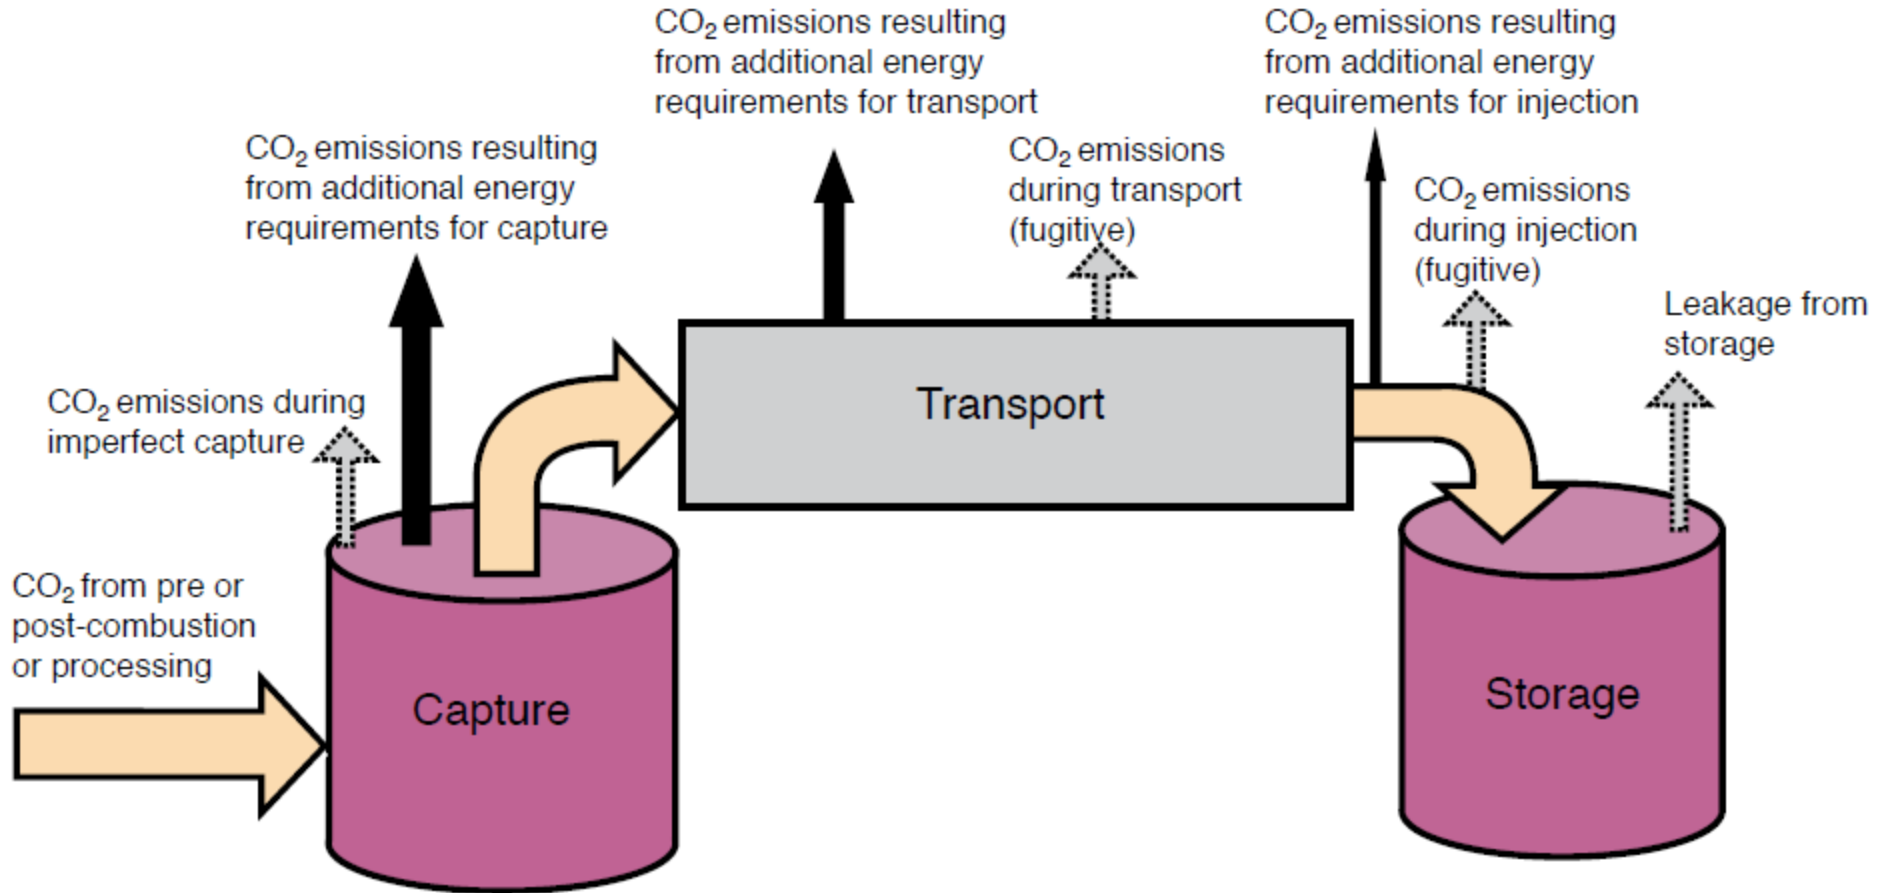 CO₂ emissions resulting
from additional energy
requirements for transport
CO₂ emissions resulting
from additional energy
requirements for injection
CO₂ emissions resulting
from additional energy
requirements for capture
CO₂ emissions
during transport
(fugitive)
CO₂ emissions
during injection
(fugitive)
Leakage from
storage
CO₂ emissions during
imperfect capture
Transport
CO₂ from pre or
post-combustion
or processing
Capture
Storage